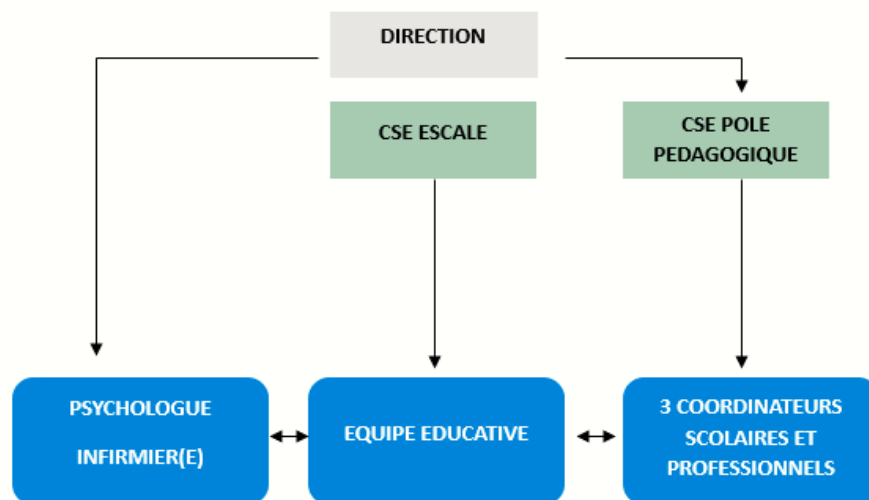 DIRECTION
CSE ESCALE
CSE POLE
PEDAGOGIQUE
PSYCHOLOGUE
INFIRMIER(E)
EQUIPE EDUCATIVE
3 COORDINATEURS
SCOLAIRES ET
PROFESSIONNELS